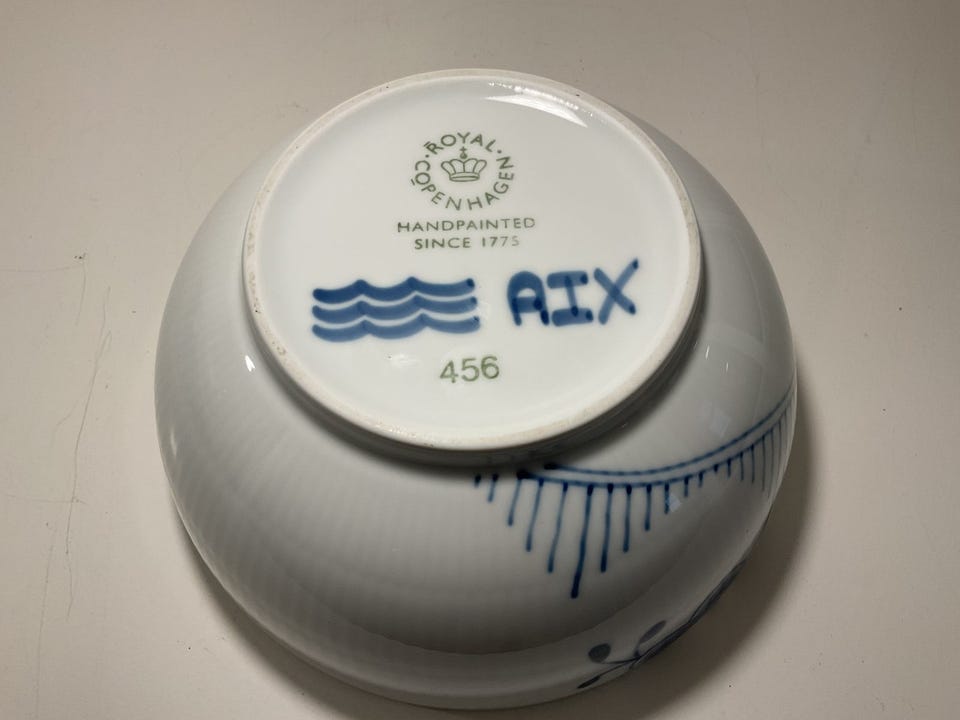 ROYAL · COPENHAGEN ·
HANDPAINTED
SINCE 1775
AIX
456